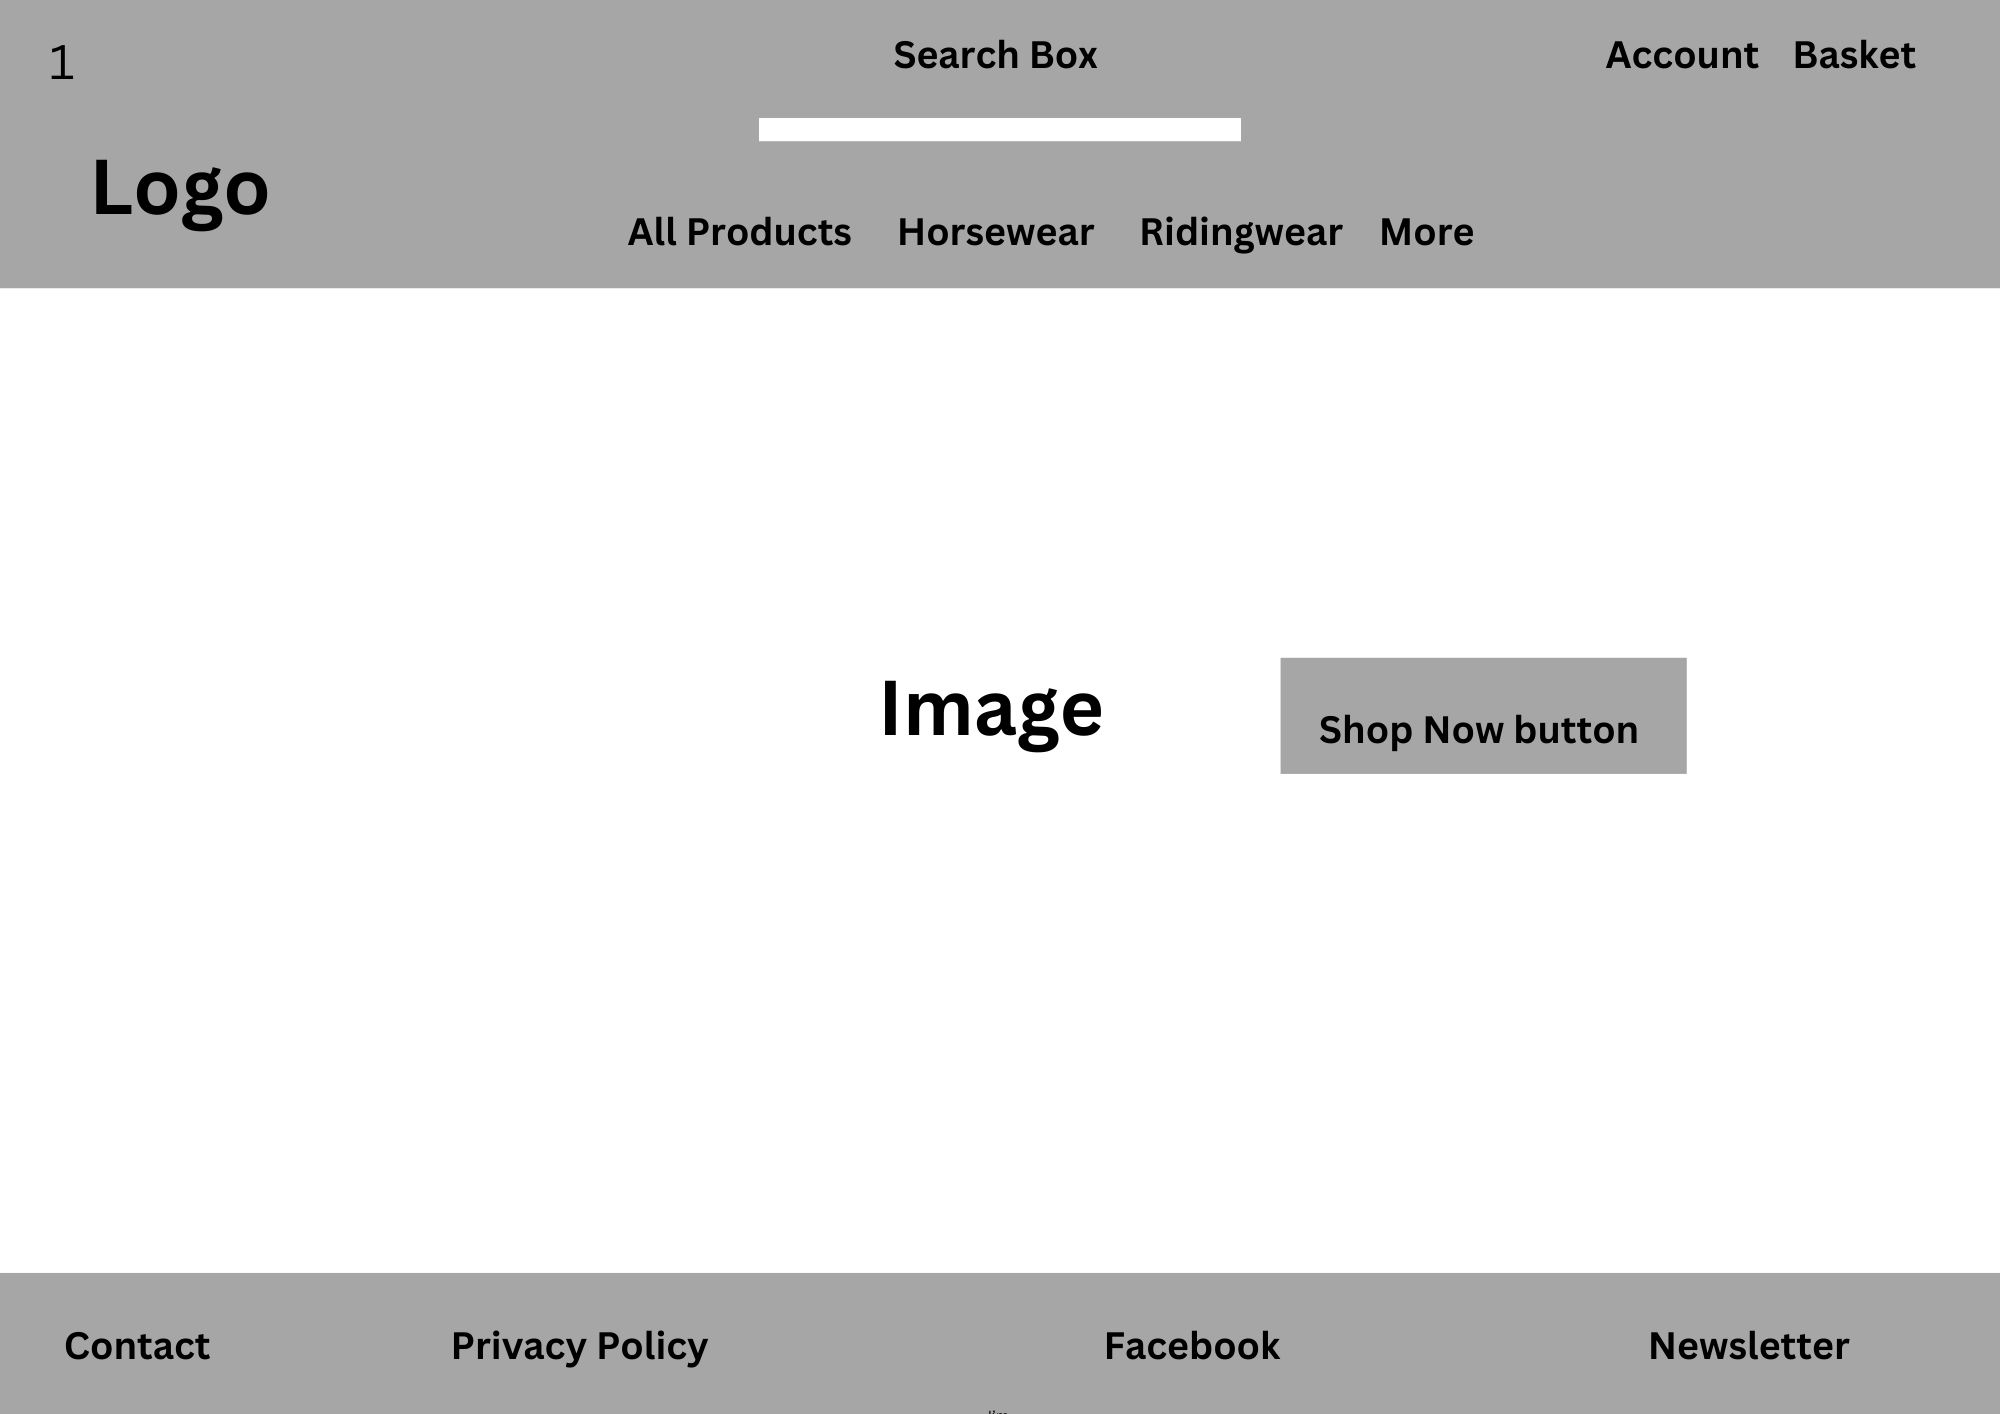 1
Search Box
Account Basket
Logo
All Products Horsewear Ridingwear More
Image
Shop Now button
Contact Privacy Policy Facebook Newsletter